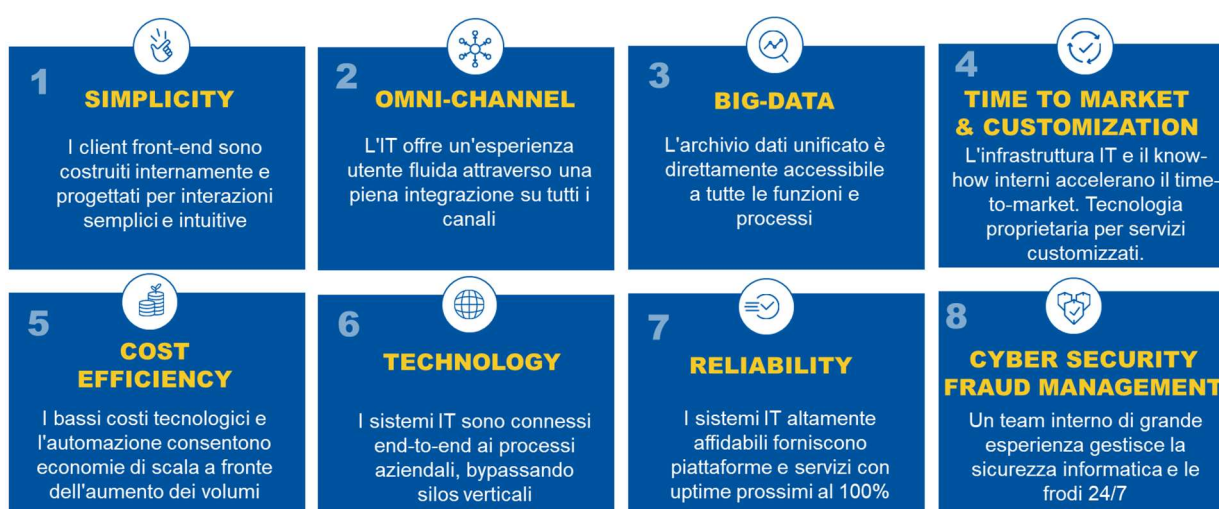 1
SIMPLICITY
I client front-end sono
costruiti internamente e
progettati per interazioni
semplici e intuitive
2
OMNI-CHANNEL
L'IT offre un'esperienza
utente fluida attraverso una
piena integrazione su tutti i
canali
3
BIG-DATA
L'archivio dati unificato è
direttamente accessibile
a tutte le funzioni e
processi
4
TIME TO MARKET
& CUSTOMIZATION
L'infrastruttura IT e il know-
how interni accelerano il time-
to-market. Tecnologia
proprietaria per servizi
customizzati.
5
COST
EFFICIENCY
I bassi costi tecnologici e
l'automazione consentono
economie di scala a fronte
dell'aumento dei volumi
6
TECHNOLOGY
I sistemi IT sono connessi
end-to-end ai processi
aziendali, bypassando
silos verticali
7
RELIABILITY
I sistemi IT altamente
affidabili forniscono
piattaforme e servizi con
uptime prossimi al 100%
8
CYBER SECURITY
FRAUD MANAGEMENT
Un team interno di grande
esperienza gestisce la
sicurezza informatica e le
frodi 24/7